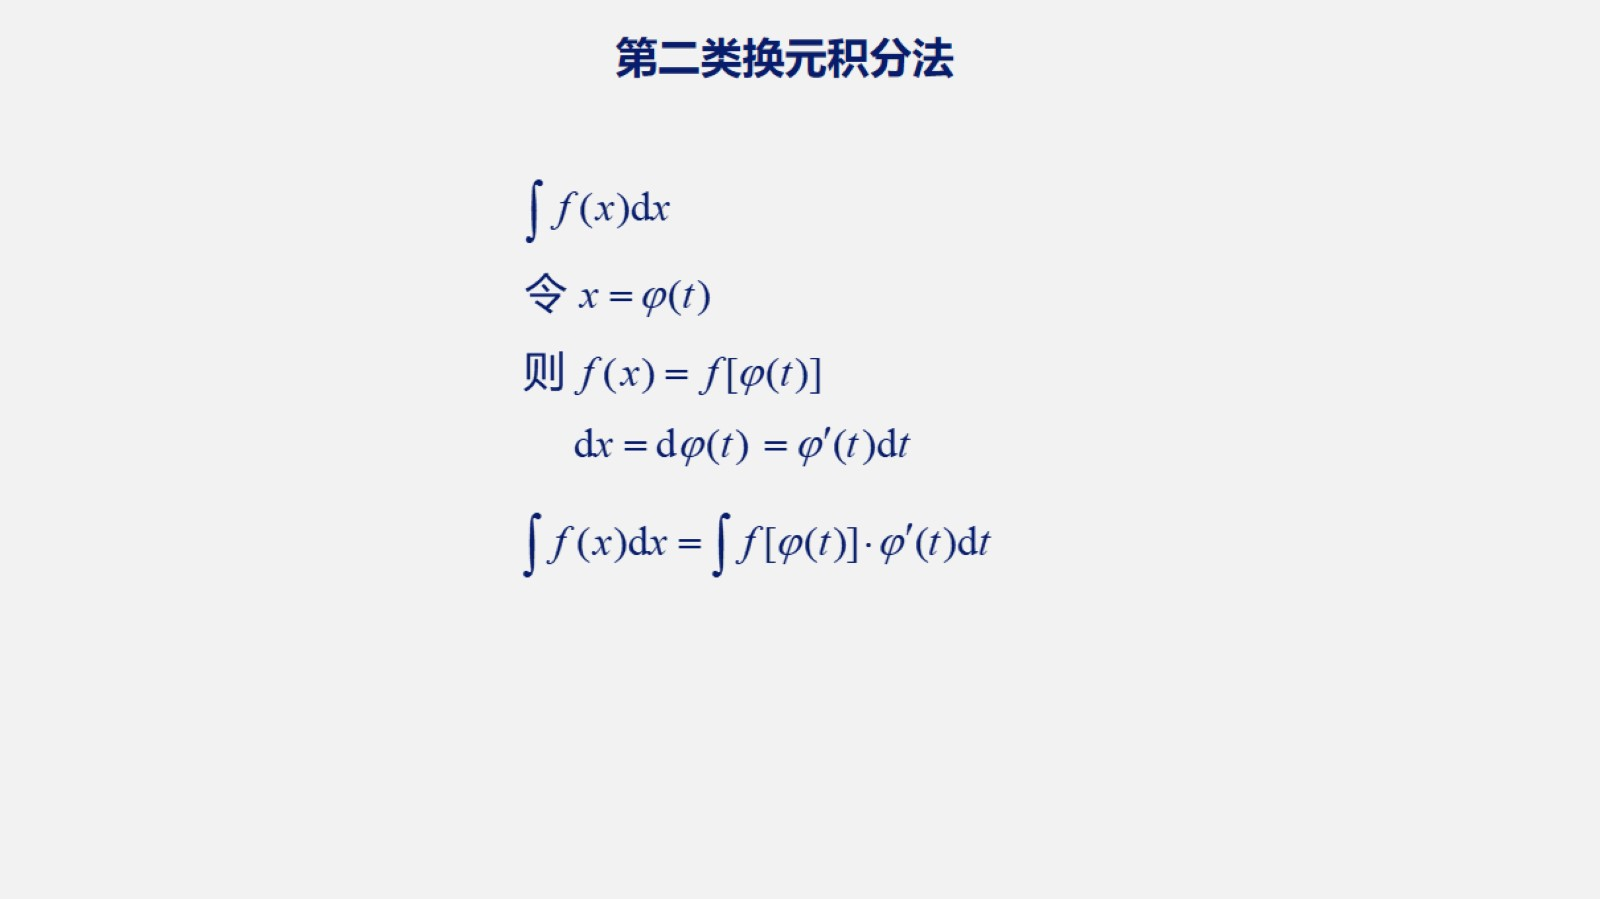 第二类换元积分法
∫ f(x)dx
令 x = φ(t)
则 f(x) = f[φ(t)]
dx = dφ(t) = φ′(t)dt
∫ f(x)dx = ∫ f[φ(t)]·φ′(t)dt